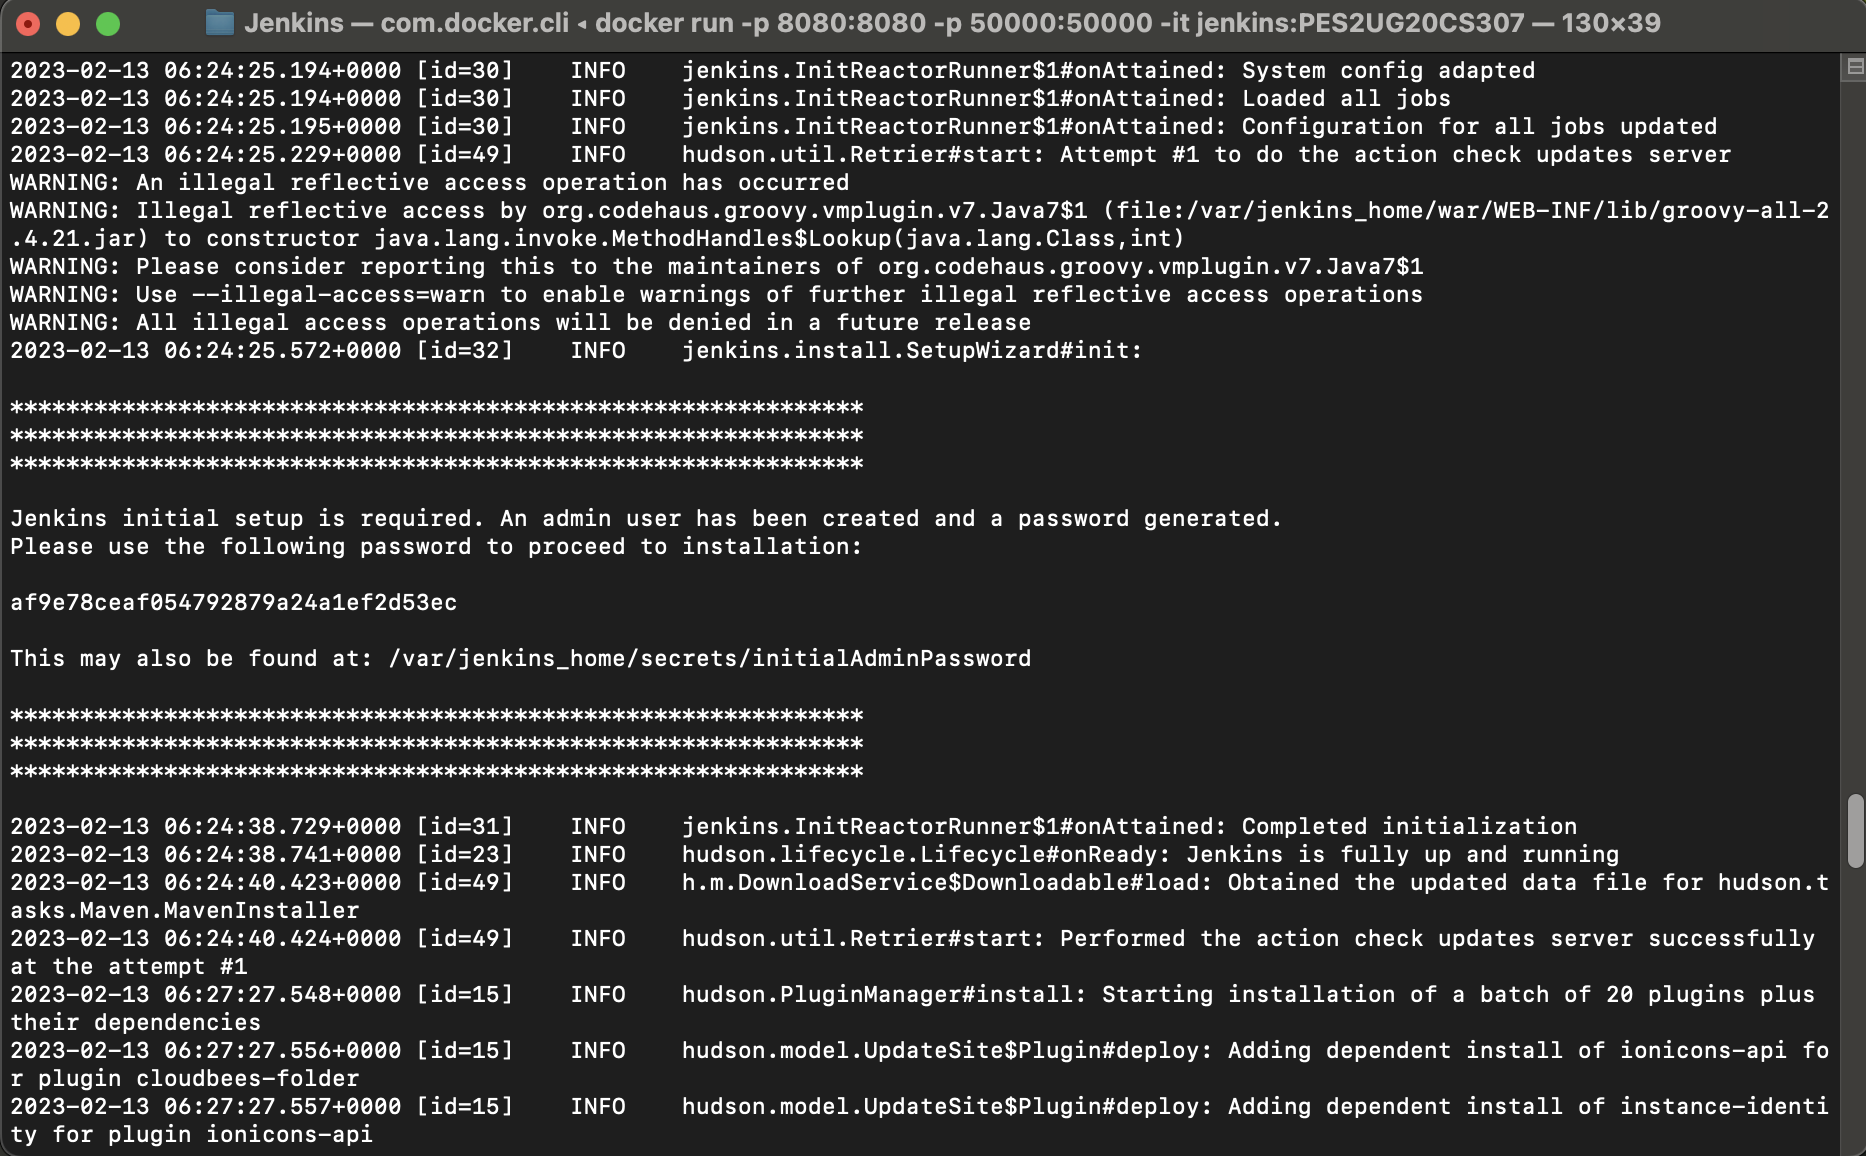 Jenkins — com.docker.cli ◂ docker run -p 8080:8080 -p 50000:50000 -it jenkins:PES2UG20CS307 — 130×39
2023-02-13 06:24:25.194+0000 [id=30]    INFO    jenkins.InitReactorRunner$1#onAttained: System config adapted
2023-02-13 06:24:25.194+0000 [id=30]    INFO    jenkins.InitReactorRunner$1#onAttained: Loaded all jobs
2023-02-13 06:24:25.195+0000 [id=30]    INFO    jenkins.InitReactorRunner$1#onAttained: Configuration for all jobs updated
2023-02-13 06:24:25.229+0000 [id=49]    INFO    hudson.util.Retrier#start: Attempt #1 to do the action check updates server
WARNING: An illegal reflective access operation has occurred
WARNING: Illegal reflective access by org.codehaus.groovy.vmplugin.v7.Java7$1 (file:/var/jenkins_home/war/WEB-INF/lib/groovy-all-2
.4.21.jar) to constructor java.lang.invoke.MethodHandles$Lookup(java.lang.Class,int)
WARNING: Please consider reporting this to the maintainers of org.codehaus.groovy.vmplugin.v7.Java7$1
WARNING: Use --illegal-access=warn to enable warnings of further illegal reflective access operations
WARNING: All illegal access operations will be denied in a future release
2023-02-13 06:24:25.572+0000 [id=32]    INFO    jenkins.install.SetupWizard#init:
*************************************************************
*************************************************************
*************************************************************
Jenkins initial setup is required. An admin user has been created and a password generated.
Please use the following password to proceed to installation:
af9e78ceaf054792879a24a1ef2d53ec
This may also be found at: /var/jenkins_home/secrets/initialAdminPassword
*************************************************************
*************************************************************
*************************************************************
2023-02-13 06:24:38.729+0000 [id=31]    INFO    jenkins.InitReactorRunner$1#onAttained: Completed initialization
2023-02-13 06:24:38.741+0000 [id=23]    INFO    hudson.lifecycle.Lifecycle#onReady: Jenkins is fully up and running
2023-02-13 06:24:40.423+0000 [id=49]    INFO    h.m.DownloadService$Downloadable#load: Obtained the updated data file for hudson.t
asks.Maven.MavenInstaller
2023-02-13 06:24:40.424+0000 [id=49]    INFO    hudson.util.Retrier#start: Performed the action check updates server successfully
at the attempt #1
2023-02-13 06:27:27.548+0000 [id=15]    INFO    hudson.PluginManager#install: Starting installation of a batch of 20 plugins plus
their dependencies
2023-02-13 06:27:27.556+0000 [id=15]    INFO    hudson.model.UpdateSite$Plugin#deploy: Adding dependent install of ionicons-api fo
r plugin cloudbees-folder
2023-02-13 06:27:27.557+0000 [id=15]    INFO    hudson.model.UpdateSite$Plugin#deploy: Adding dependent install of instance-identi
ty for plugin ionicons-api